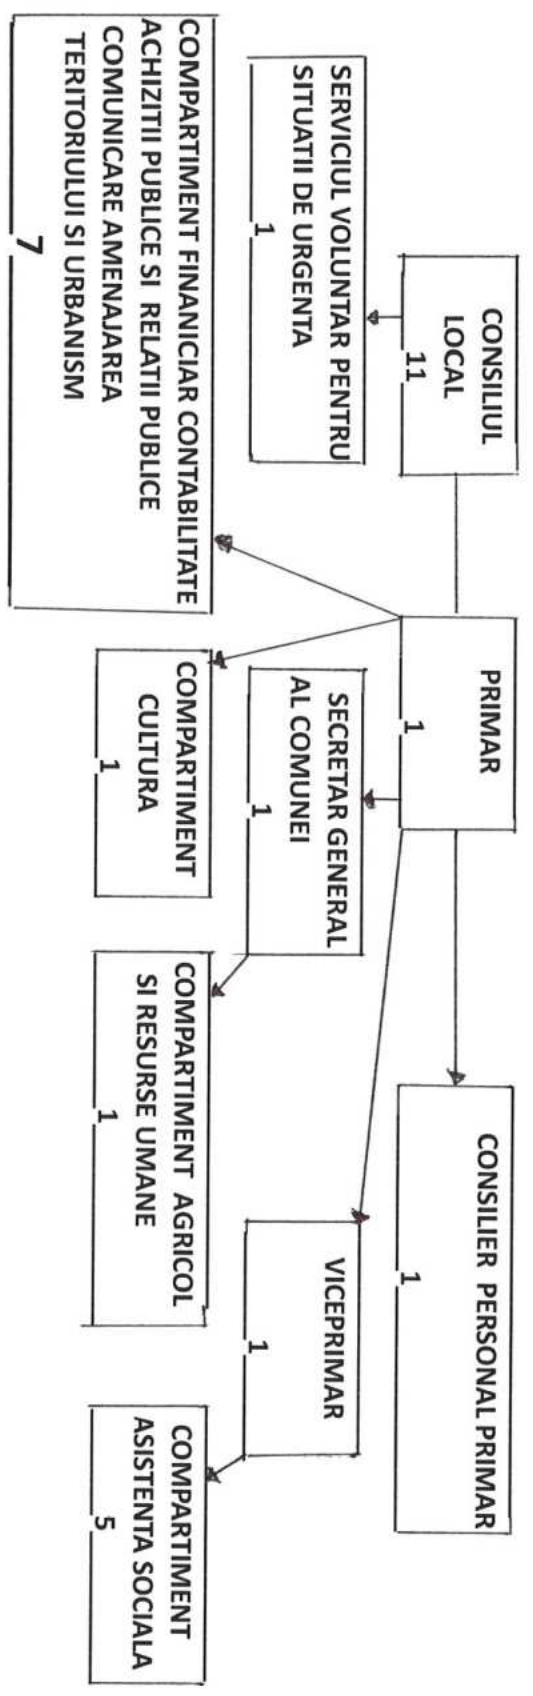 CONSILIUL
LOCAL
11
PRIMAR
1
CONSILIER PERSONAL PRIMAR
1
SERVICIUL VOLUNTAR PENTRU
SITUATII DE URGENTA
1
SECRETAR GENERAL
AL COMUNEI
1
VICEPRIMAR
1
COMPARTIMENT FINANICIAR CONTABILITATE
ACHIZITII PUBLICE SI RELATII PUBLICE
COMUNICARE AMENAJAREA
TERITORIULUI SI URBANISM
7
COMPARTIMENT
CULTURA
1
COMPARTIMENT AGRICOL
SI RESURSE UMANE
1
COMPARTIMENT
ASISTENTA SOCIALA
5